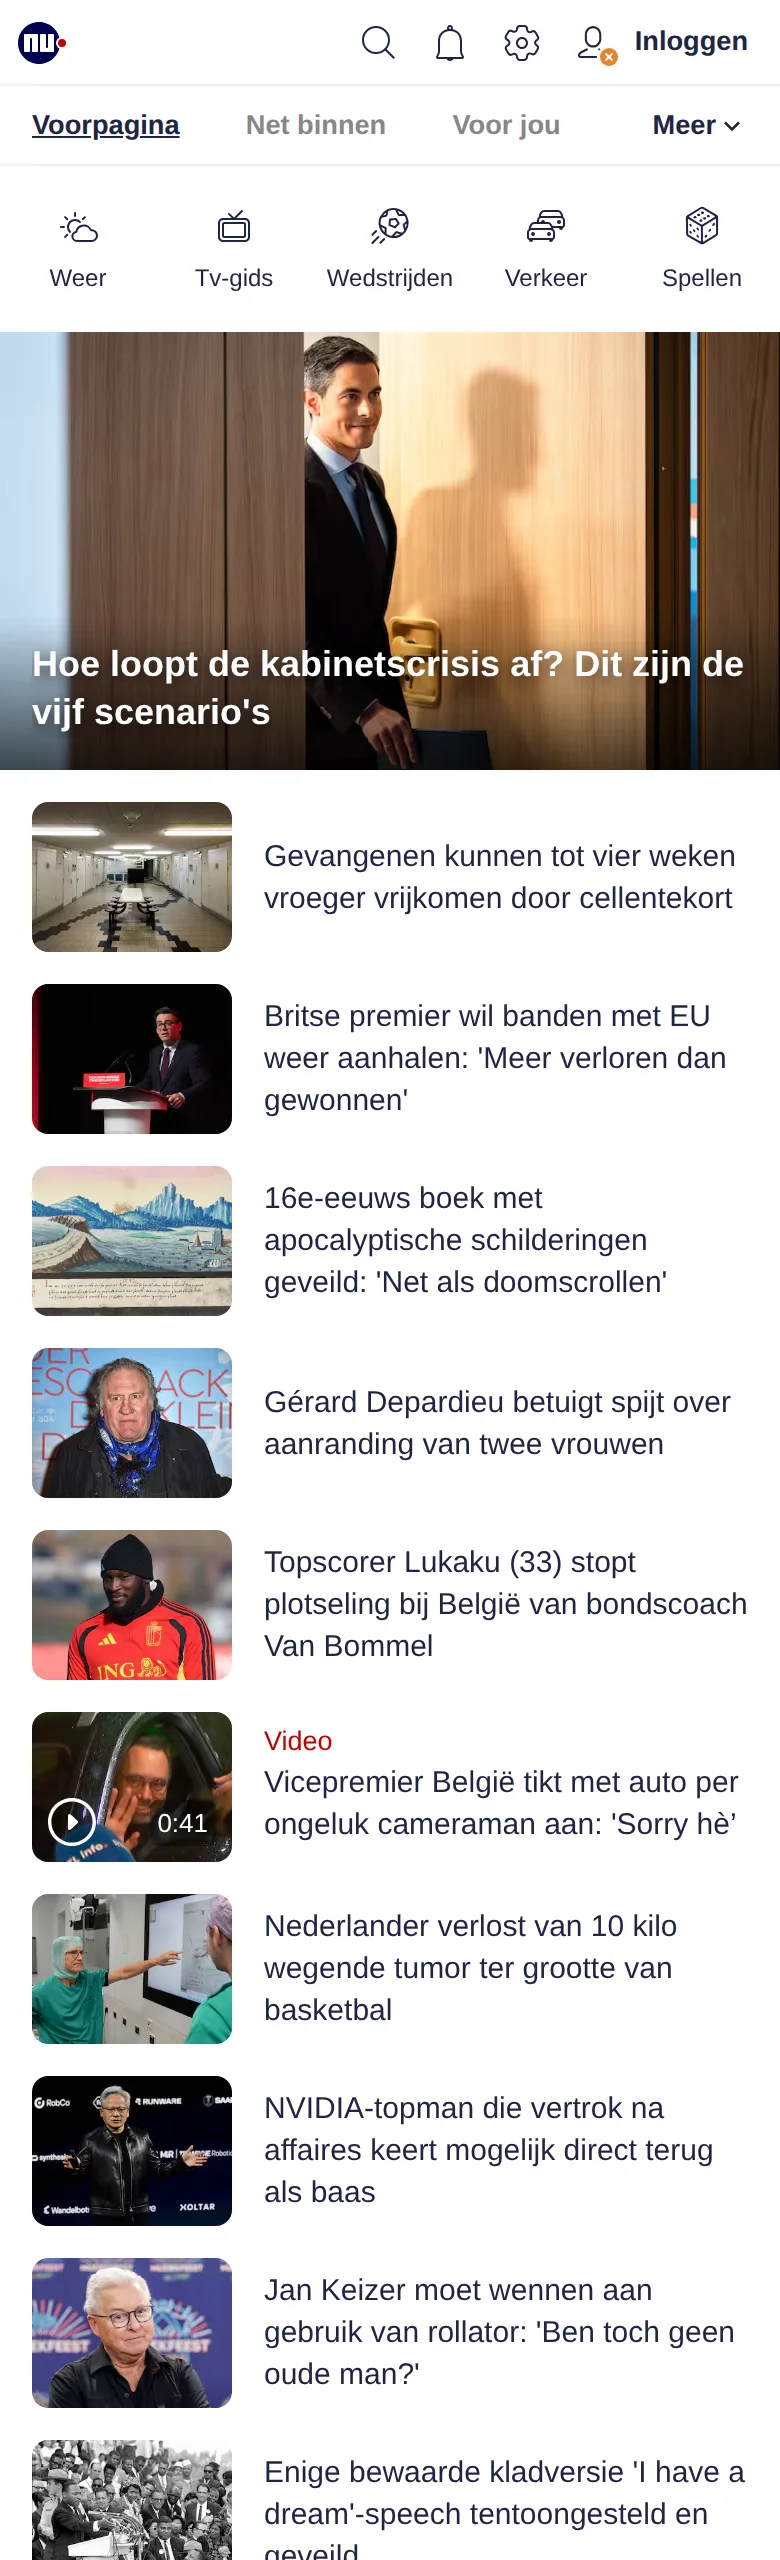 nu
Inloggen
Voorpagina
Net binnen
Voor jou
Meer
Weer
Tv-gids
Wedstrijden
Verkeer
Spellen
Hoe loopt de kabinetscrisis af? Dit zijn de
vijf scenario's
Gevangenen kunnen tot vier weken
vroeger vrijkomen door cellentekort
Britse premier wil banden met EU
weer aanhalen: 'Meer verloren dan
gewonnen'
16e-eeuws boek met
apocalyptische schilderingen
geveild: 'Net als doomscrollen'
Gérard Depardieu betuigt spijt over
aanranding van twee vrouwen
ING
Topscorer Lukaku (33) stopt
plotseling bij België van bondscoach
Van Bommel
0:41
Video
Vicepremier België tikt met auto per
ongeluk cameraman aan: 'Sorry hè’
Nederlander verlost van 10 kilo
wegende tumor ter grootte van
basketbal
RobCo
RUNWARE
XOLTAR
NVIDIA-topman die vertrok na
affaires keert mogelijk direct terug
als baas
Jan Keizer moet wennen aan
gebruik van rollator: 'Ben toch geen
oude man?'
Enige bewaarde kladversie 'I have a
dream'-speech tentoongesteld en
geveild